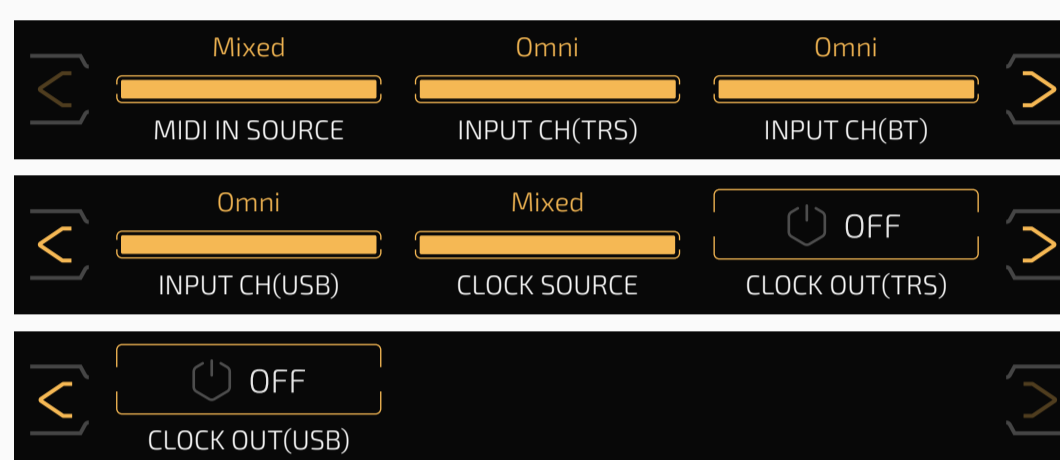 Mixed Omni Omni
MIDI IN SOURCE INPUT CH(TRS) INPUT CH(BT)
Omni Mixed OFF
INPUT CH(USB) CLOCK SOURCE CLOCK OUT(TRS)
OFF
CLOCK OUT(USB)